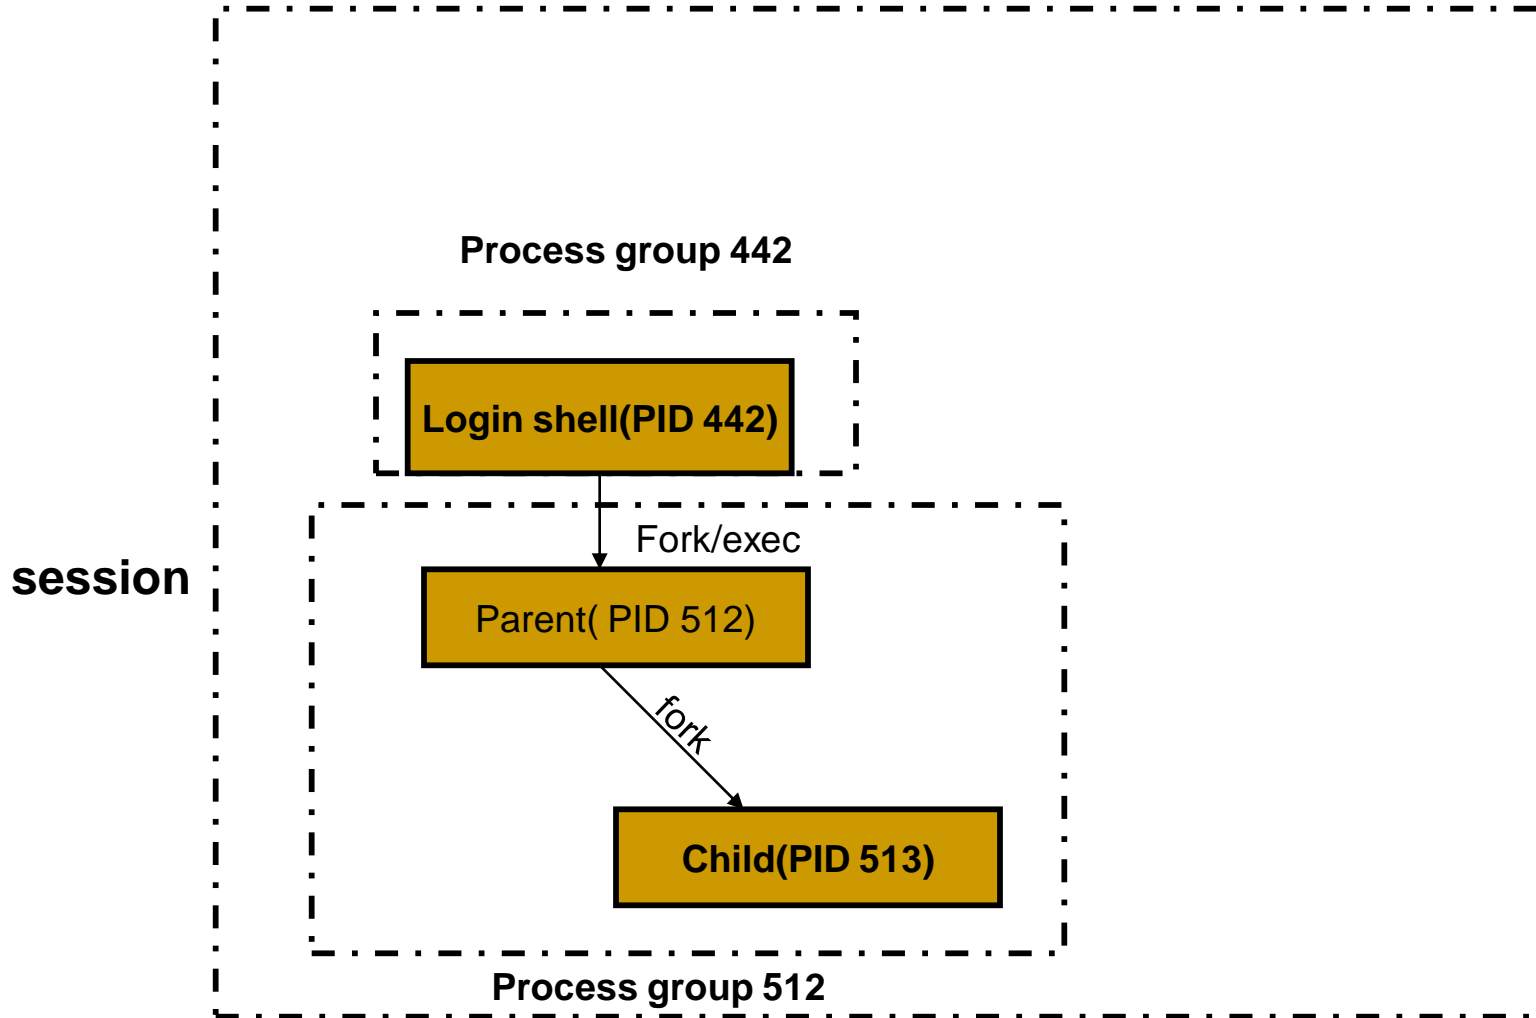 Process group 442
Login shell(PID 442)
Fork/exec
session
Parent( PID 512)
fork
Child(PID 513)
Process group 512